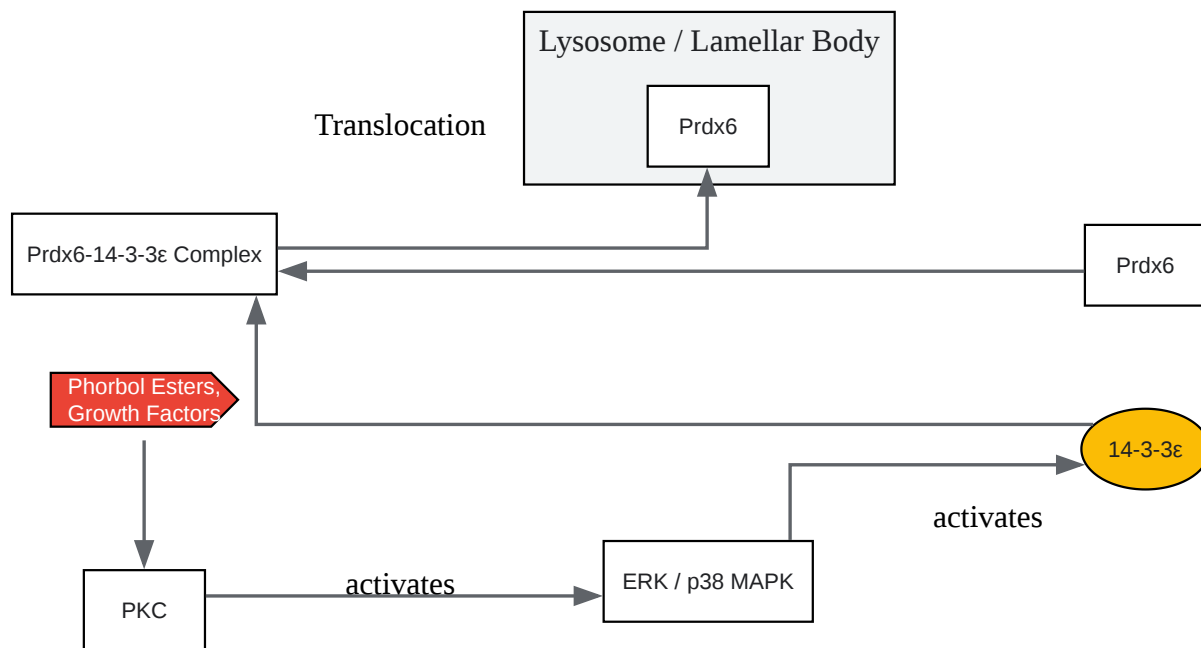 Lysosome / Lamellar Body
Prdx6
Translocation
Prdx6-14-3-3ε Complex
Prdx6
Phorbol Esters,
Growth Factors
14-3-3ε
activates
activates
ERK / p38 MAPK
PKC